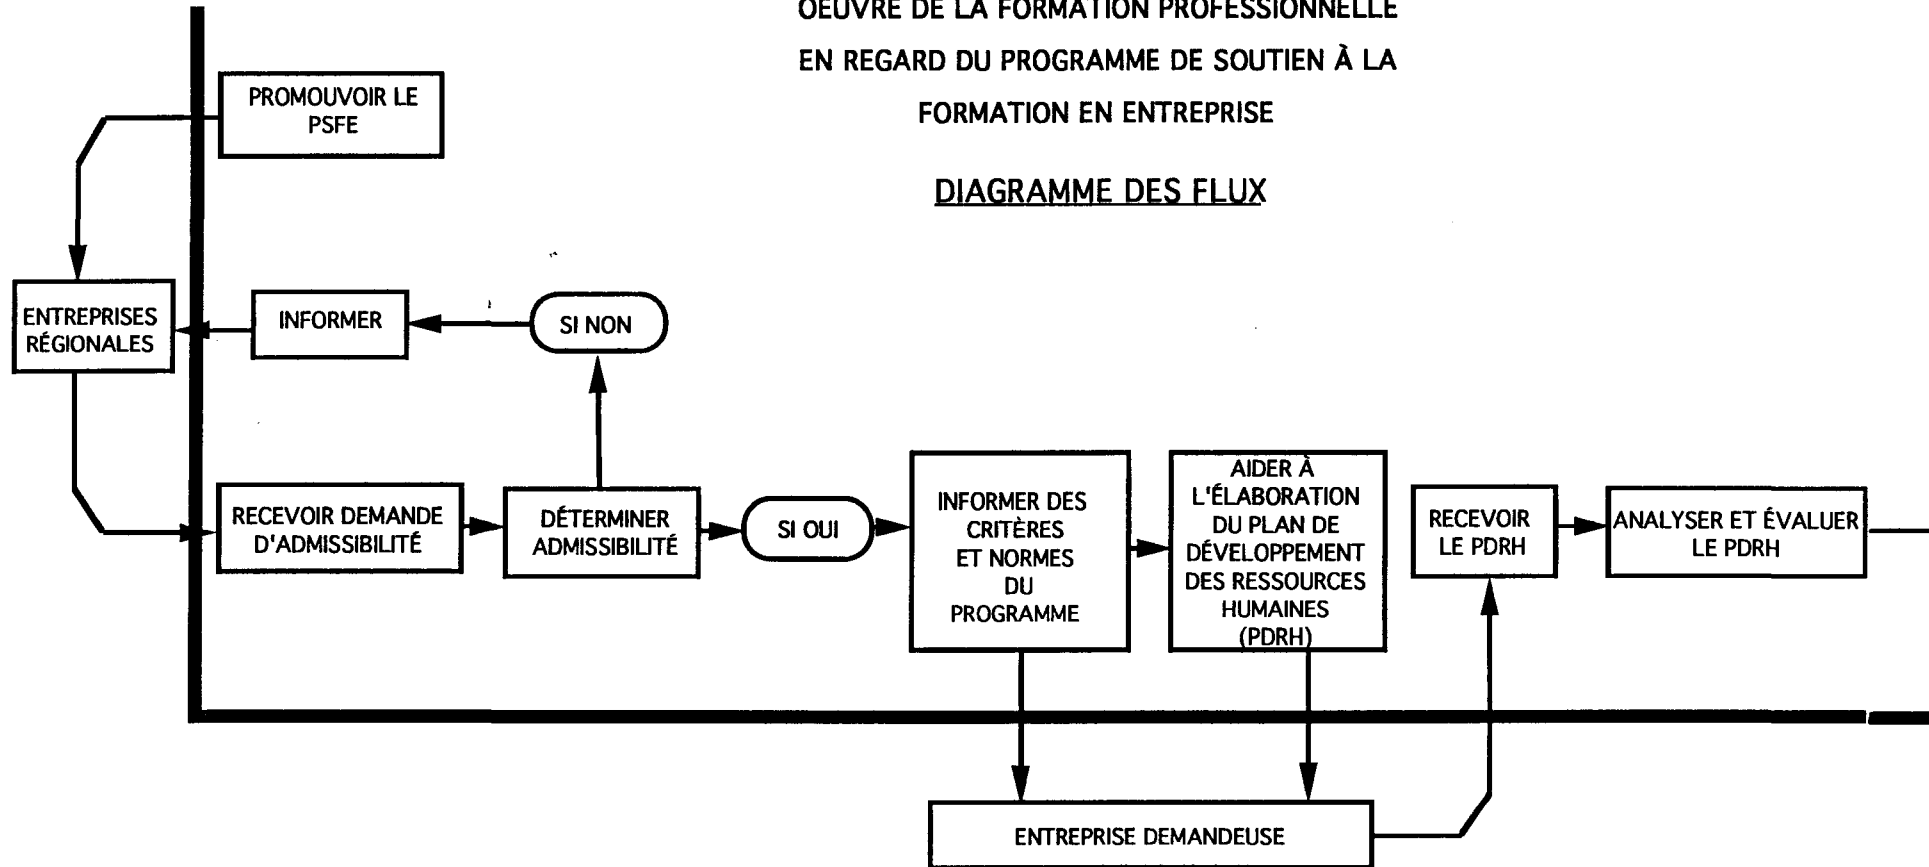 OEUVRE DE LA FORMATION PROFESSIONNELLE
EN REGARD DU PROGRAMME DE SOUTIEN À LA
FORMATION EN ENTREPRISE
DIAGRAMME DES FLUX
PROMOUVOIR LE
PSFE
ENTREPRISES
RÉGIONALES
INFORMER
SI NON
RECEVOIR DEMANDE
D'ADMISSIBILITÉ
DÉTERMINER
ADMISSIBILITÉ
SI OUI
INFORMER DES
CRITÈRES
ET NORMES
DU
PROGRAMME
AIDER À
L'ÉLABORATION
DU PLAN DE
DÉVELOPPEMENT
DES RESSOURCES
HUMAINES
(PDRH)
RECEVOIR
LE PDRH
ANALYSER ET ÉVALUER
LE PDRH
ENTREPRISE DEMANDEUSE